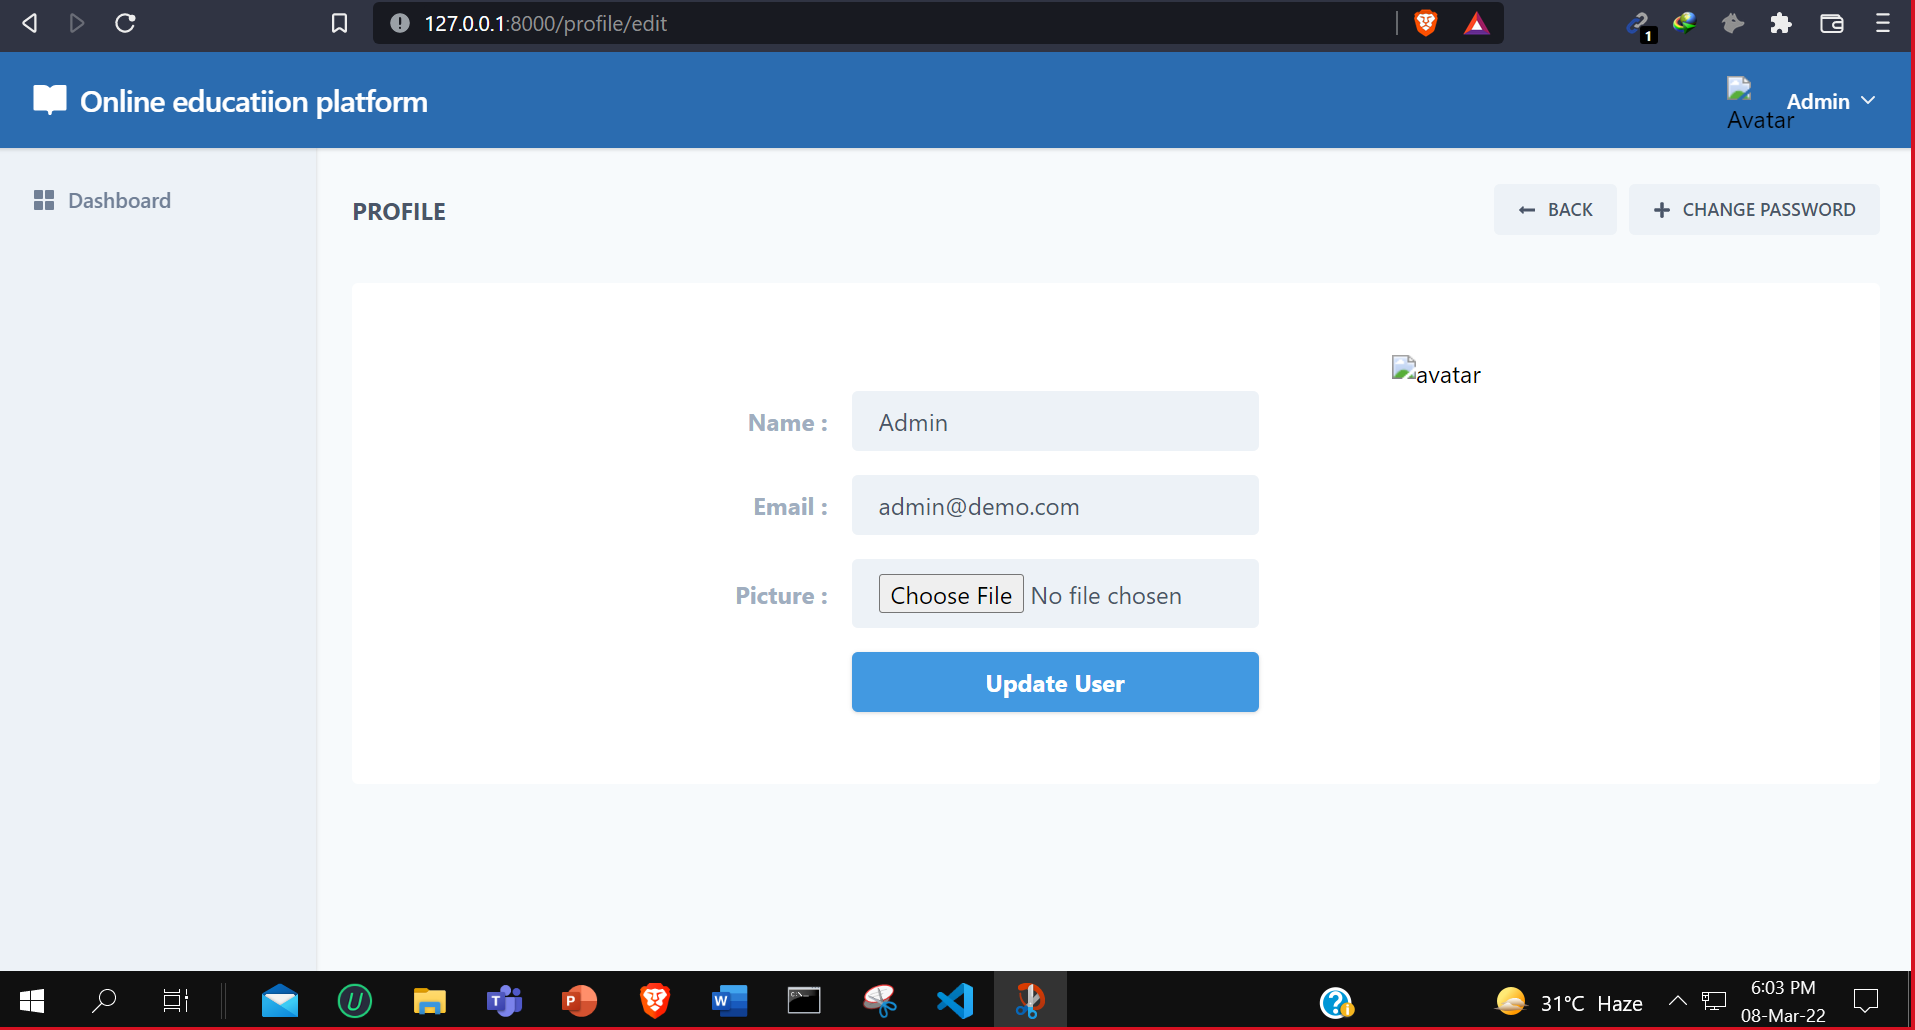 127.0.0.1:8000/profile/edit
1
Online educatiion platform
Avatar
Admin
Dashboard
PROFILE
BACK
CHANGE PASSWORD
avatar
Name :
Admin
Email :
admin@demo.com
Picture :
Choose File No file chosen
Update User
31°C Haze
6:03 PM
08-Mar-22